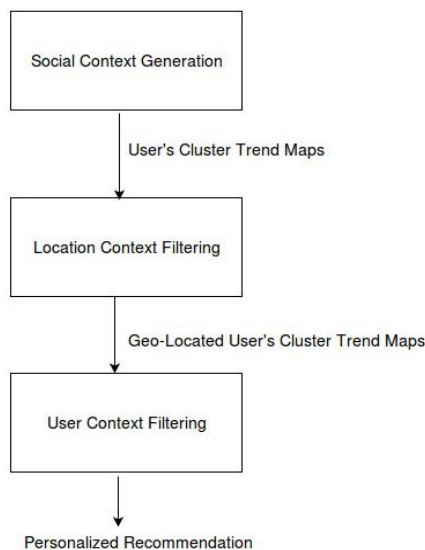 Social Context Generation
User's Cluster Trend Maps
Location Context Filtering
Geo-Located User's Cluster Trend Maps
User Context Filtering
Personalized Recommendation